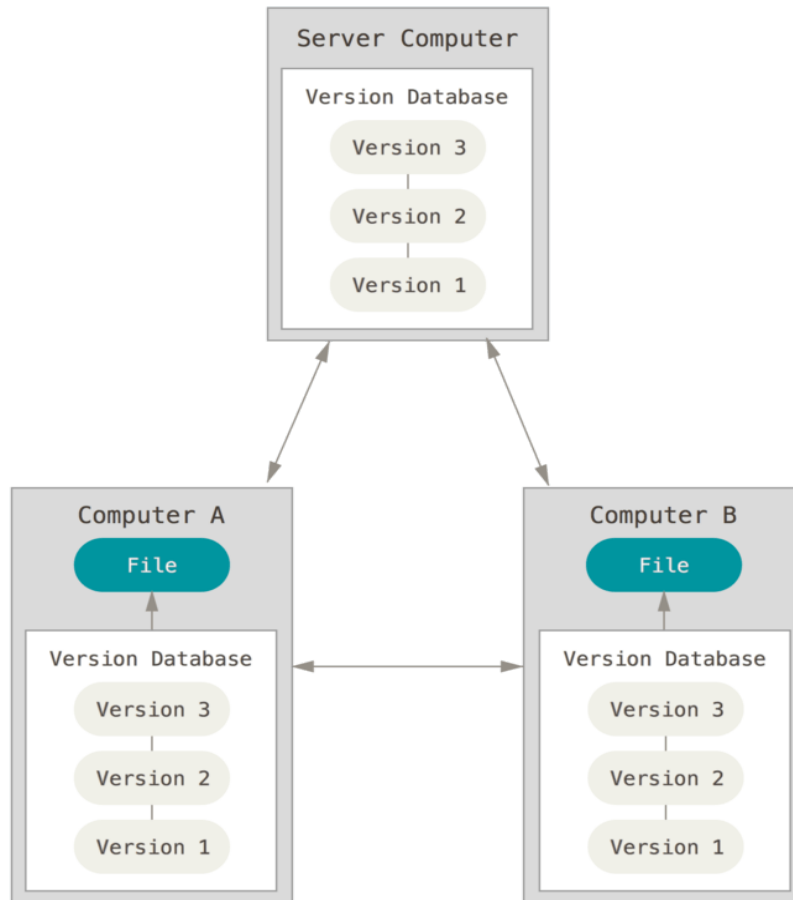 Server Computer
Version Database
Version 3
Version 2
Version 1
Computer A
File
Version Database
Version 3
Version 2
Version 1
Computer B
File
Version Database
Version 3
Version 2
Version 1